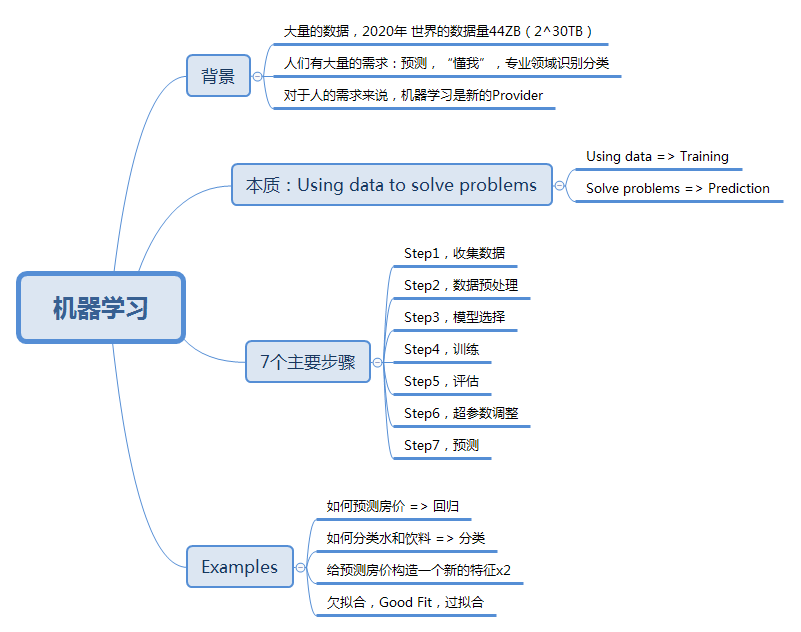 机器学习
背景
大量的数据，2020年 世界的数据量44ZB（2^30TB）
人们有大量的需求：预测，“懂我”，专业领域识别分类
对于人的需求来说，机器学习是新的Provider
本质：Using data to solve problems
Using data => Training
Solve problems => Prediction
7个主要步骤
Step1，收集数据
Step2，数据预处理
Step3，模型选择
Step4，训练
Step5，评估
Step6，超参数调整
Step7，预测
Examples
如何预测房价 => 回归
如何分类水和饮料 => 分类
给预测房价构造一个新的特征x2
欠拟合，Good Fit，过拟合